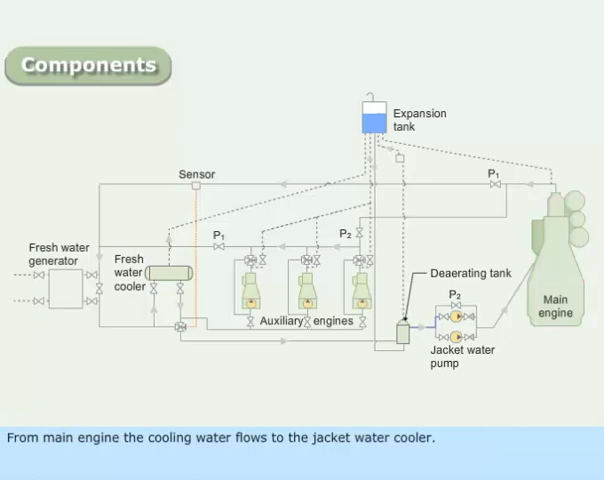 Components
Expansion
tank
Sensor
P1
P1
P2
Fresh water
generator
Fresh
water
cooler
Deaerating tank
P2
Main
engine
Auxiliary engines
Jacket water
pump
From main engine the cooling water flows to the jacket water cooler.